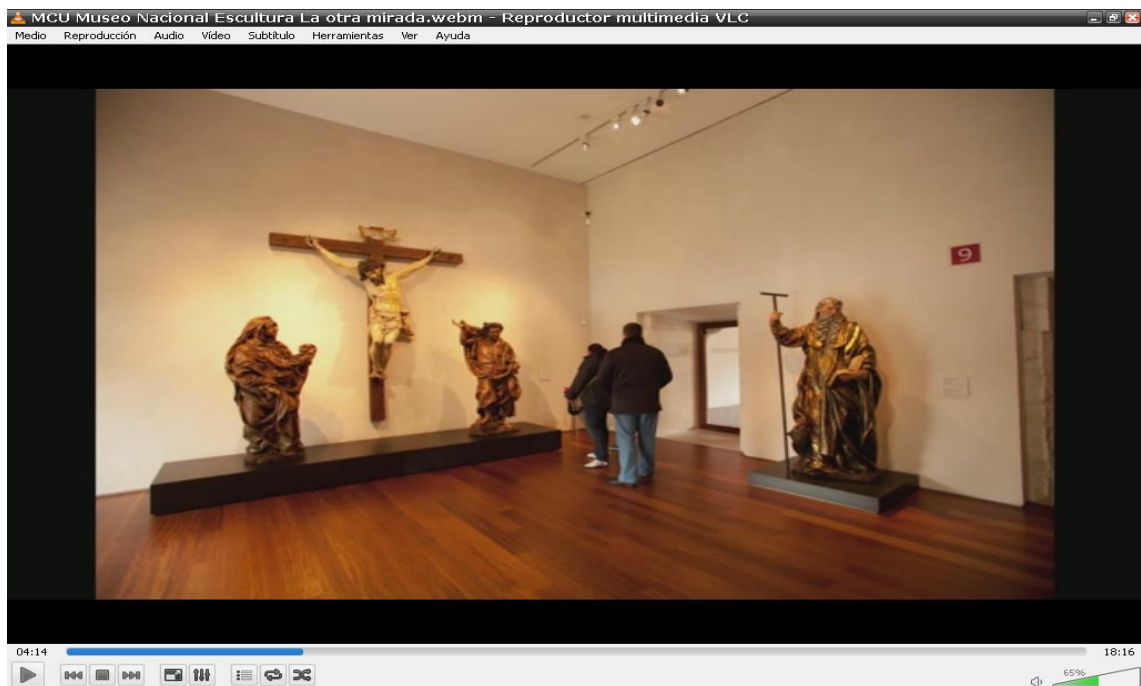 MCU Museo Nacional Escultura La otra mirada.webm - Reproductor multimedia VLC
Medio Reproducción Audio Vídeo Subtítulo Herramientas Ver Ayuda
9
04:14 18:16
65%